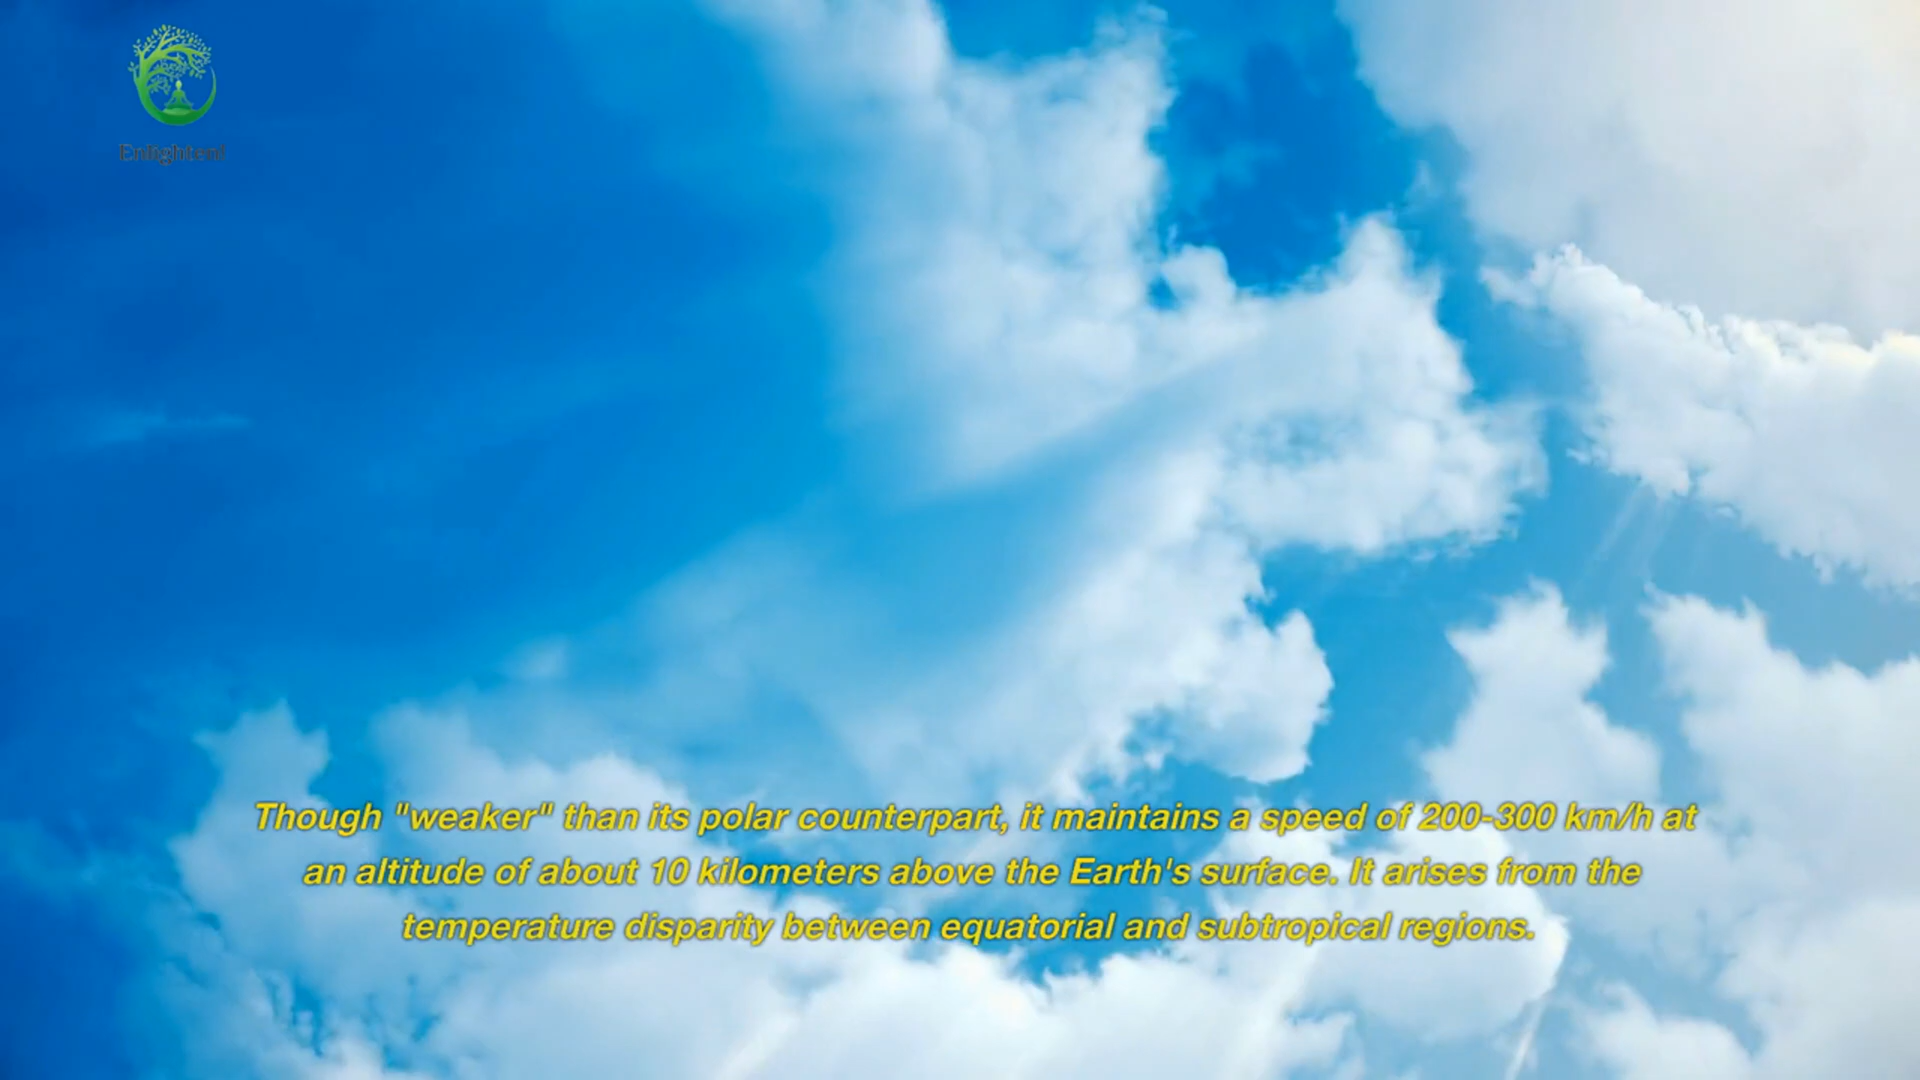 Enlighten!
Though "weaker" than its polar counterpart, it maintains a speed of 200-300 km/h at
an altitude of about 10 kilometers above the Earth's surface. It arises from the
temperature disparity between equatorial and subtropical regions.